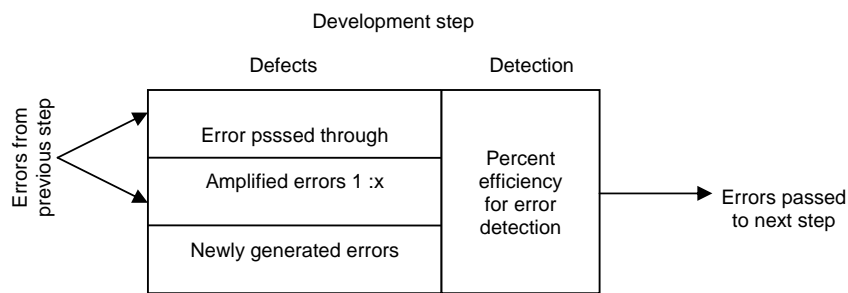 Development step
Defects
Detection
Errors from
previous step
Error psssed through
Amplified errors 1 :x
Newly generated errors
Percent
efficiency
for error
detection
Errors passed
to next step